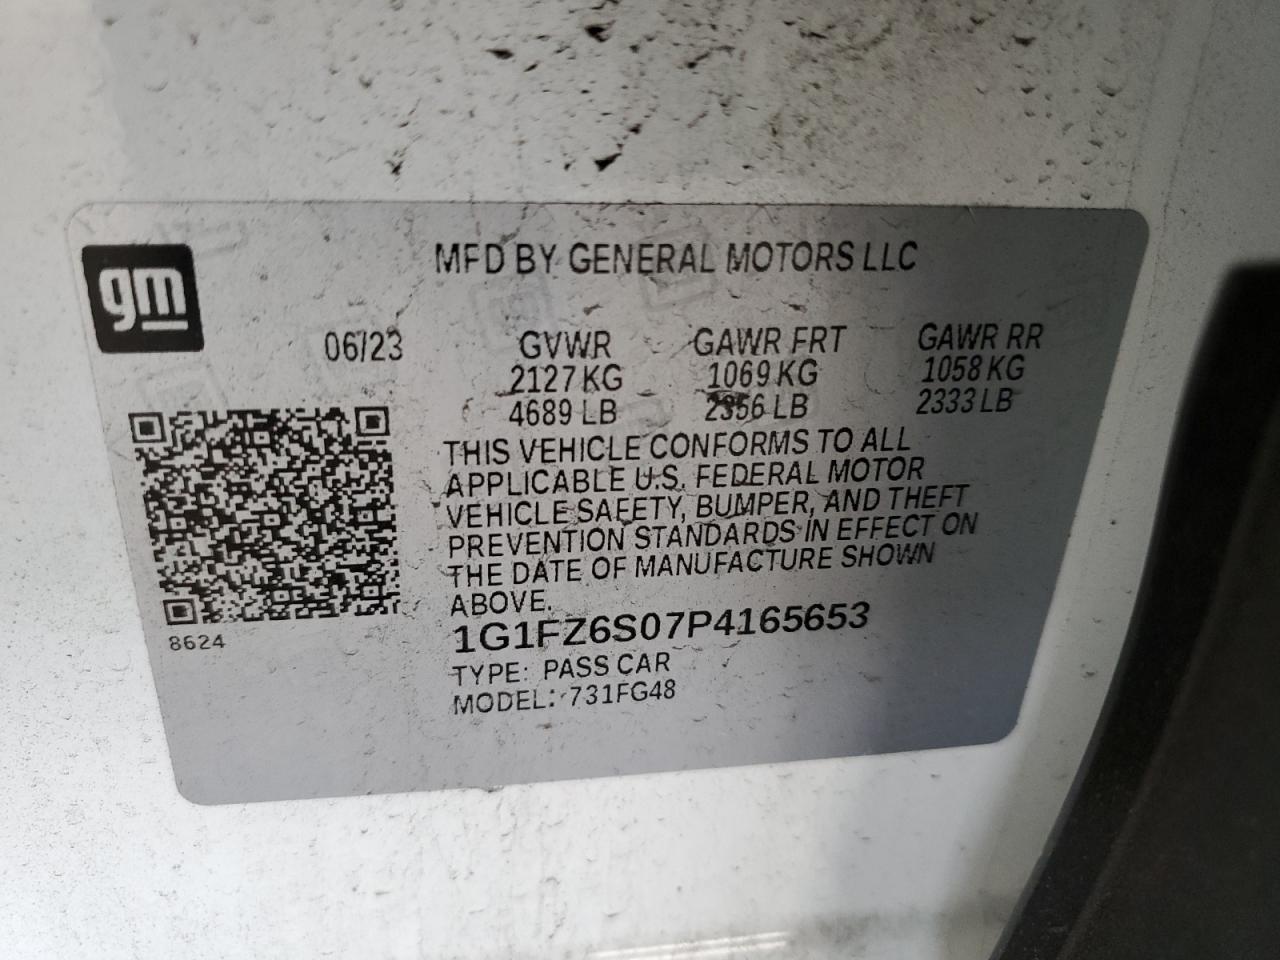 gm
MFD BY GENERAL MOTORS LLC
06/23 GVWR GAWR FRT GAWR RR
2127 KG 1069 KG 1058 KG
4689 LB 2356 LB 2333 LB
THIS VEHICLE CONFORMS TO ALL
APPLICABLE U.S. FEDERAL MOTOR
VEHICLE SAFETY, BUMPER, AND THEFT
PREVENTION STANDARDS IN EFFECT ON
THE DATE OF MANUFACTURE SHOWN
ABOVE.
1G1FZ6S07P4165653
8624
TYPE: PASS CAR
MODEL: 731FG48